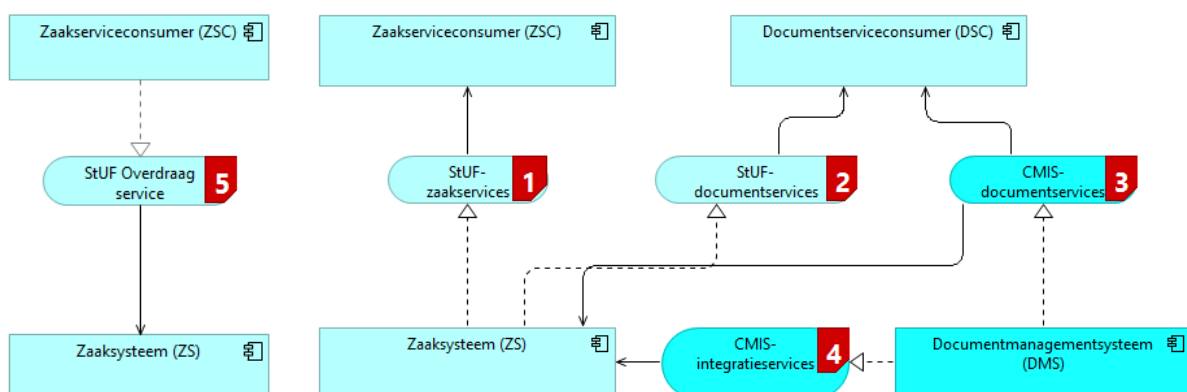 Zaakserviceconsumer (ZSC)
Zaakserviceconsumer (ZSC)
Documentserviceconsumer (DSC)
StUF Overdraag
service
5
StUF-
zaakservices
1
StUF-
documentservices
2
CMIS-
documentservices
3
Zaaksysteem (ZS)
Zaaksysteem (ZS)
CMIS-
integratieservices
4
Documentmanagementsysteem
(DMS)